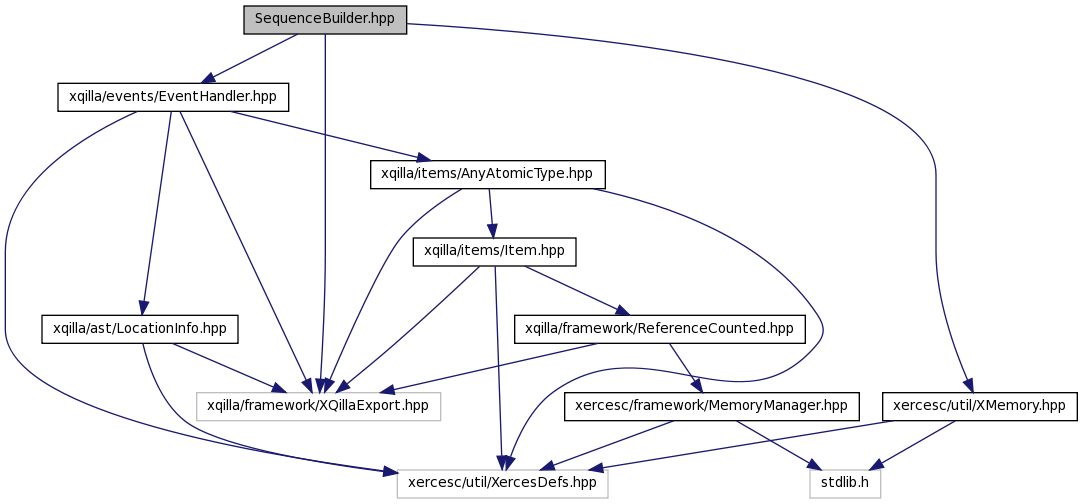 SequenceBuilder.hpp
xqilla/events/EventHandler.hpp
xqilla/items/AnyAtomicType.hpp
xqilla/items/Item.hpp
xqilla/ast/LocationInfo.hpp
xqilla/framework/ReferenceCounted.hpp
xqilla/framework/XQillaExport.hpp
xercesc/framework/MemoryManager.hpp
xercesc/util/XMemory.hpp
xercesc/util/XercesDefs.hpp
stdlib.h